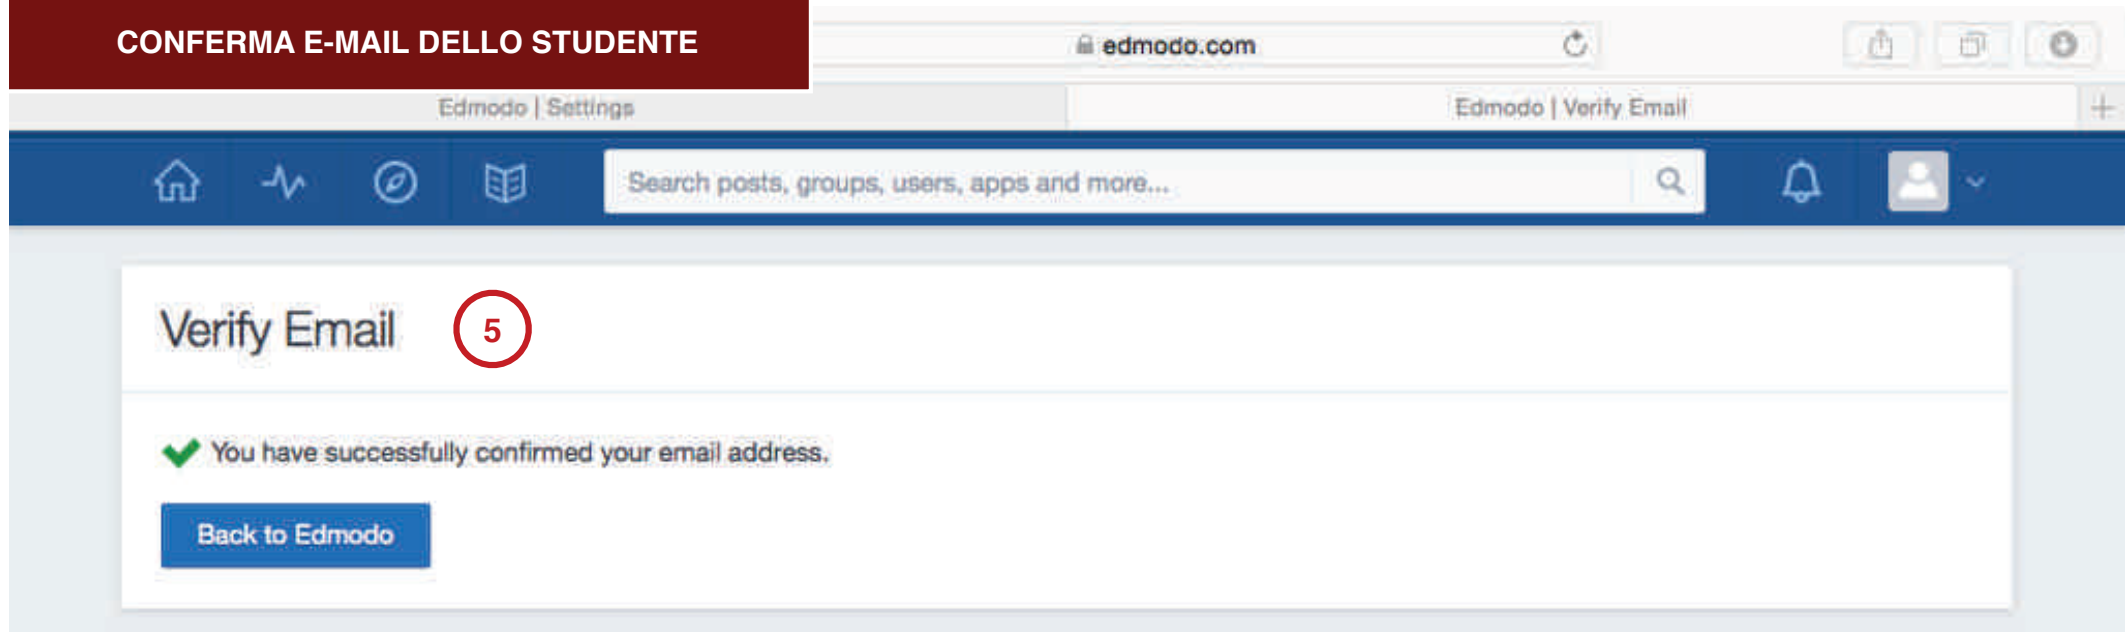 CONFERMA E-MAIL DELLO STUDENTE
edmodo.com
Edmodo | Settings
Edmodo | Verify Email
Search posts, groups, users, apps and more...
Verify Email
5
You have successfully confirmed your email address.
Back to Edmodo